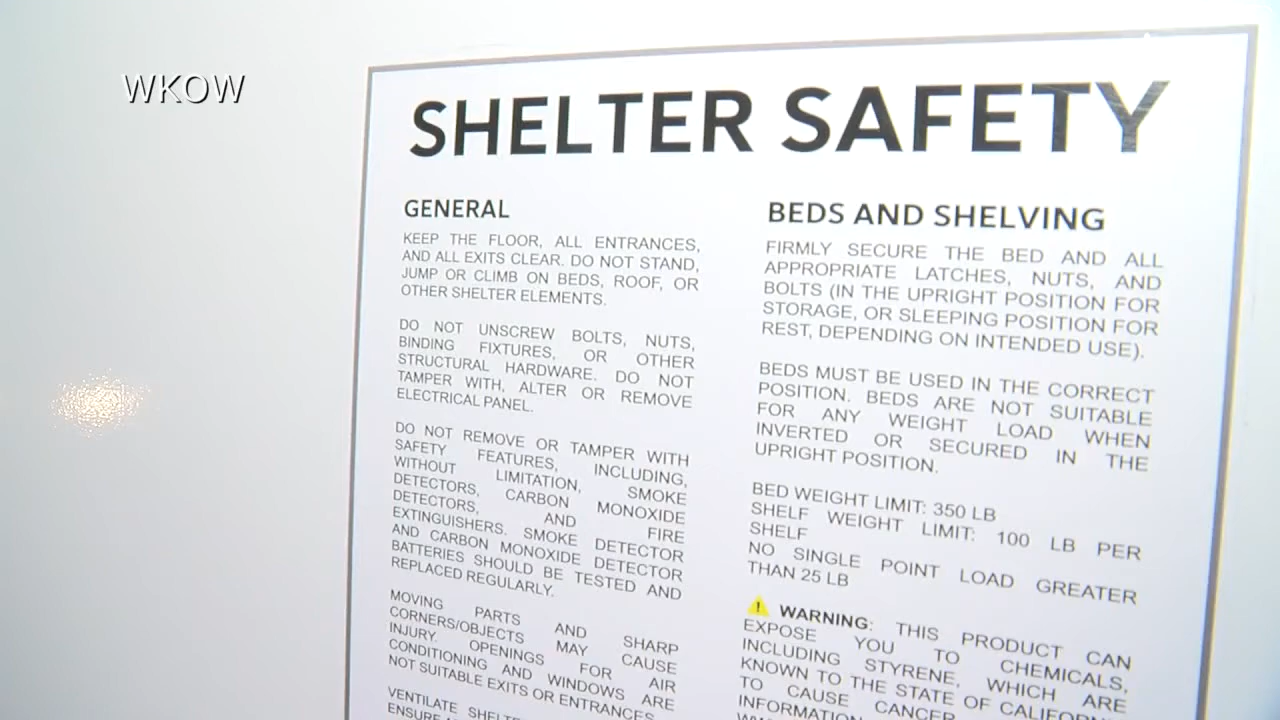 WKOW
SHELTER SAFETY
GENERAL
KEEP THE FLOOR, ALL ENTRANCES,
AND ALL EXITS CLEAR. DO NOT STAND,
JUMP OR CLIMB ON BEDS, ROOF, OR
OTHER SHELTER ELEMENTS.
DO NOT UNSCREW BOLTS, NUTS,
BINDING FIXTURES, OR OTHER
STRUCTURAL HARDWARE. DO NOT
TAMPER WITH, ALTER OR REMOVE
ELECTRICAL PANEL.
DO NOT REMOVE OR TAMPER WITH
SAFETY FEATURES, INCLUDING,
WITHOUT LIMITATION, SMOKE
DETECTORS, CARBON MONOXIDE
DETECTORS, AND FIRE
EXTINGUISHERS. SMOKE DETECTOR
AND CARBON MONOXIDE DETECTOR
BATTERIES SHOULD BE TESTED AND
REPLACED REGULARLY.
MOVING PARTS AND SHARP
CORNERS/OBJECTS MAY CAUSE
INJURY. OPENINGS FOR AIR
CONDITIONING AND WINDOWS ARE
NOT SUITABLE EXITS OR ENTRANCES.
VENTILATE
ENSURE
BEDS AND SHELVING
FIRMLY SECURE THE BED AND ALL
APPROPRIATE LATCHES, NUTS, AND
BOLTS (IN THE UPRIGHT POSITION FOR
STORAGE, OR SLEEPING POSITION FOR
REST, DEPENDING ON INTENDED USE).
BEDS MUST BE USED IN THE CORRECT
POSITION. BEDS ARE NOT SUITABLE
FOR ANY WEIGHT LOAD WHEN
INVERTED OR SECURED IN THE
UPRIGHT POSITION.
BED WEIGHT LIMIT: 350 LB
SHELF WEIGHT LIMIT: 100 LB PER
SHELF
NO SINGLE POINT LOAD GREATER
THAN 25 LB
WARNING: THIS PRODUCT CAN
EXPOSE YOU TO CHEMICALS,
INCLUDING STYRENE, WHICH ARE
KNOWN TO THE STATE OF
TO CAUSE CANCER